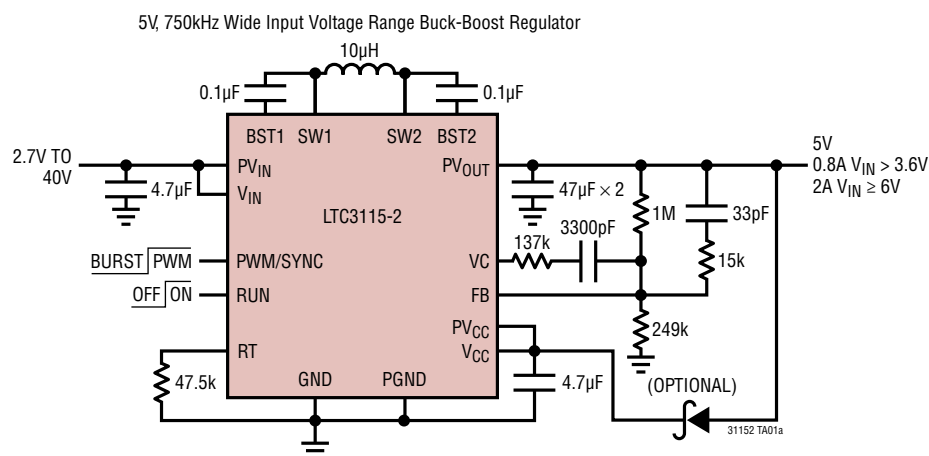 5V, 750kHz Wide Input Voltage Range Buck-Boost Regulator
10µH
0.1µF
0.1µF
BST1 SW1 SW2 BST2
2.7V TO
40V
4.7µF
PVIN
VIN
LTC3115-2
PVOUT
47µF × 2
1M
33pF
5V
0.8A VIN > 3.6V
2A VIN ≥ 6V
137k
3300pF
15k
BURST PWM
PWM/SYNC
VC
OFF ON
RUN
FB
249k
PVCC
VCC
RT
47.5k
GND PGND
4.7µF
(OPTIONAL)
31152 TA01a